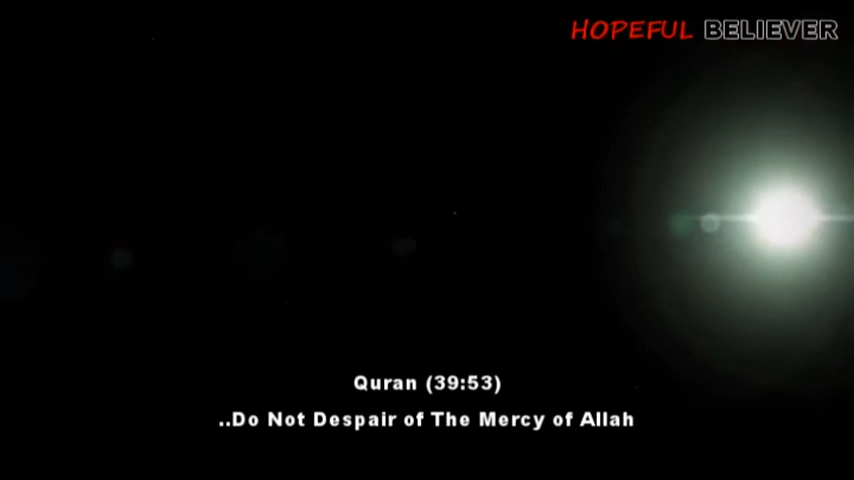 HOPEFUL BELIEVER
Quran (39:53)
..Do Not Despair of The Mercy of Allah